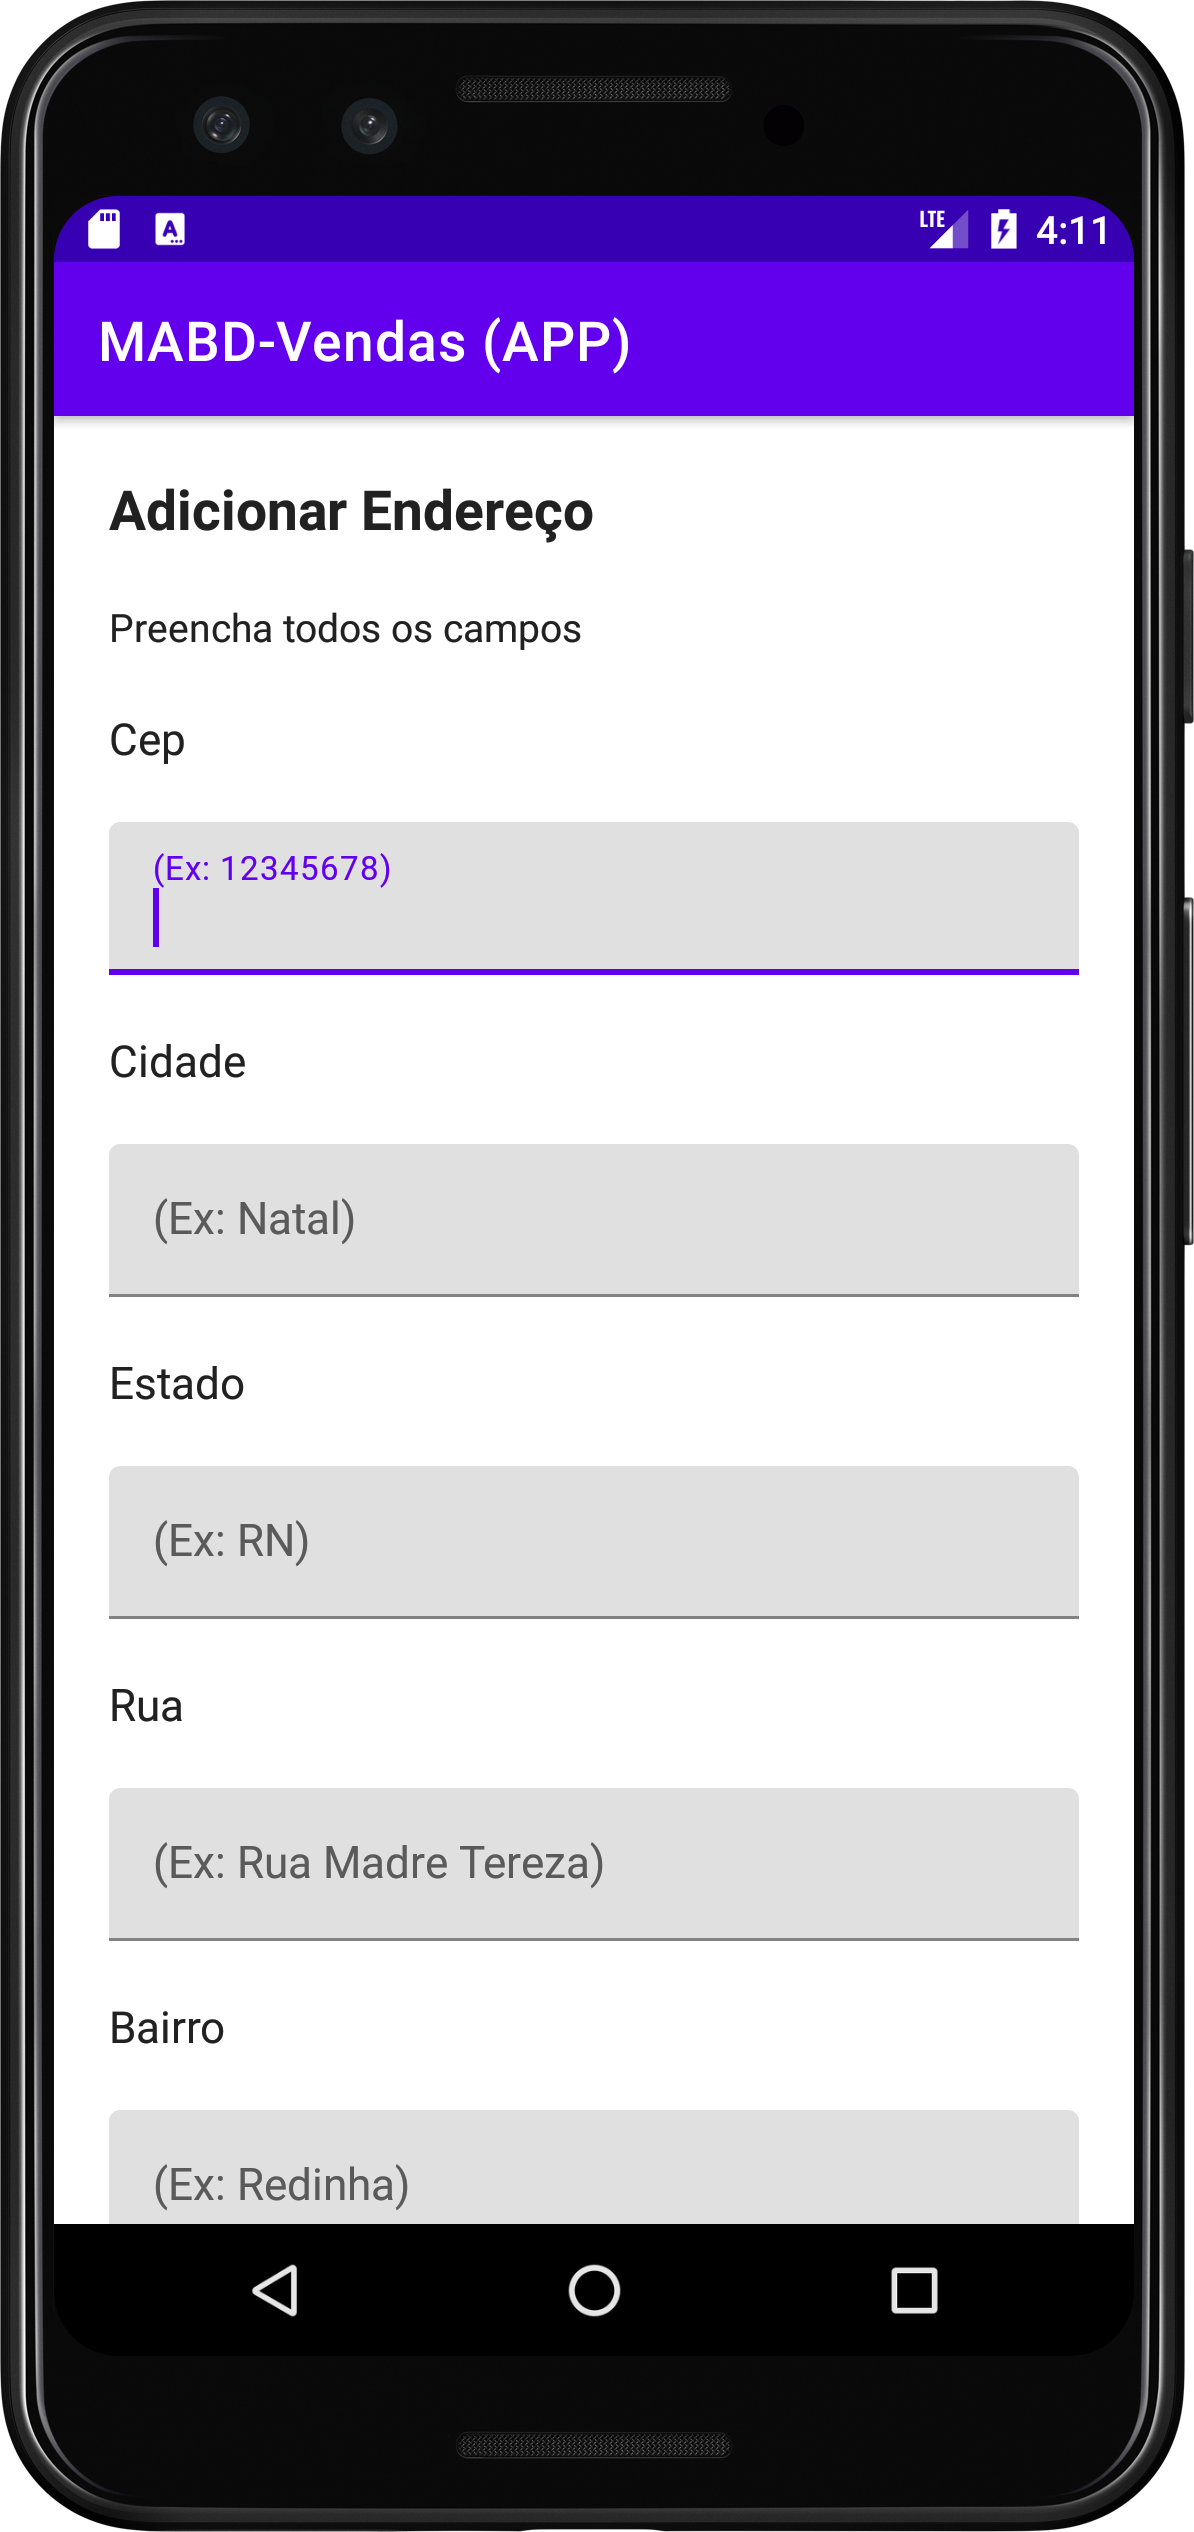 LTE 4:11
MABD-Vendas (APP)
Adicionar Endereço
Preencha todos os campos
Cep
(Ex: 12345678)
Cidade
(Ex: Natal)
Estado
(Ex: RN)
Rua
(Ex: Rua Madre Tereza)
Bairro
(Ex: Redinha)